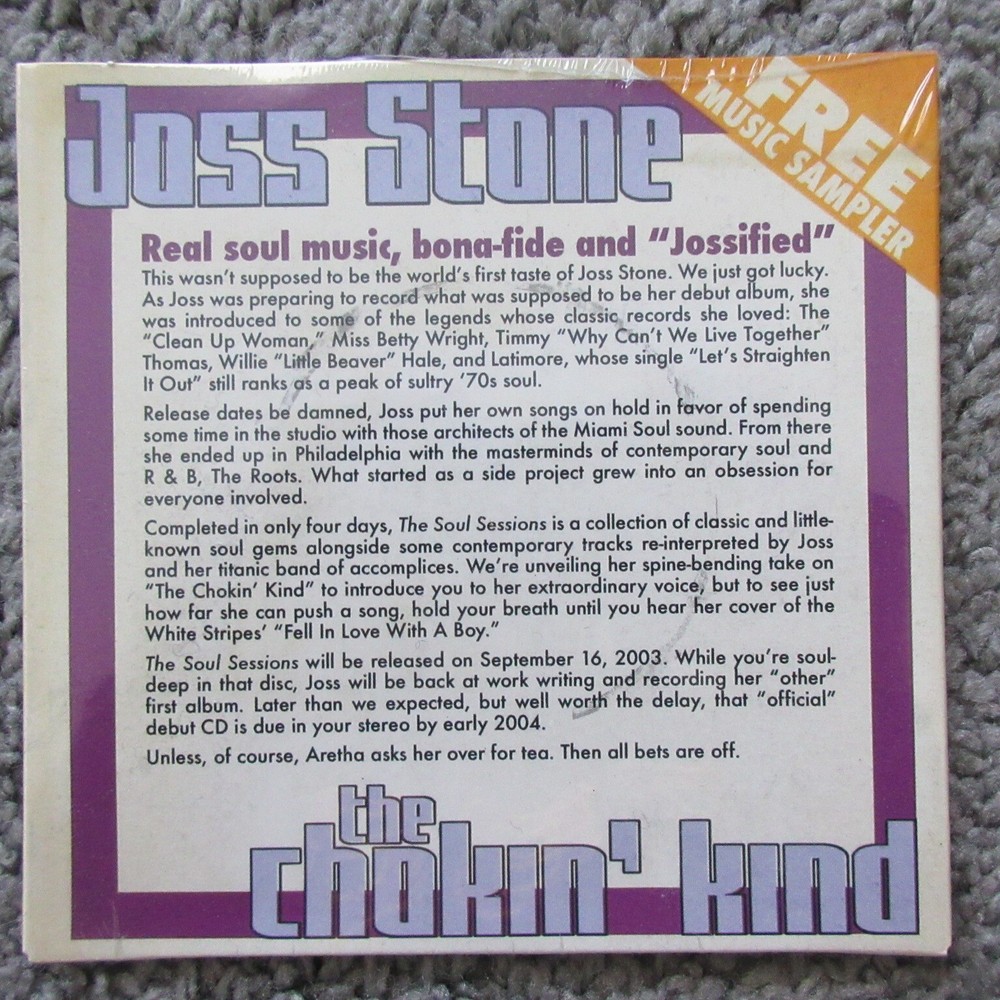 Joss Stone
FREE
MUSIC SAMPLER
Real soul music, bona-fide and “Jossified”
This wasn’t supposed to be the world’s first taste of Joss Stone. We just got lucky.
As Joss was preparing to record what was supposed to be her debut album, she
was introduced to some of the legends whose classic records she loved: The
“Clean Up Woman,” Miss Betty Wright, Timmy “Why Can’t We Live Together”
Thomas, Willie “Little Beaver” Hale, and Latimore, whose single “Let’s Straighten
It Out” still ranks as a peak of sultry ’70s soul.
Release dates be damned, Joss put her own songs on hold in favor of spending
some time in the studio with those architects of the Miami Soul sound. From there
she ended up in Philadelphia with the masterminds of contemporary soul and
R & B, The Roots. What started as a side project grew into an obsession for
everyone involved.
Completed in only four days, The Soul Sessions is a collection of classic and little-
known soul gems alongside some contemporary tracks re-interpreted by Joss
and her titanic band of accomplices. We’re unveiling her spine-bending take on
“The Chokin’ Kind” to introduce you to her extraordinary voice, but to see just
how far she can push a song, hold your breath until you hear her cover of the
White Stripes’ “Fell In Love With A Boy.”
The Soul Sessions will be released on September 16, 2003. While you’re soul-
deep in that disc, Joss will be back at work writing and recording her “other”
first album. Later than we expected, but well worth the delay, that “official”
debut CD is due in your stereo by early 2004.
Unless, of course, Aretha asks her over for tea. Then all bets are off.
the
chokin’ kind